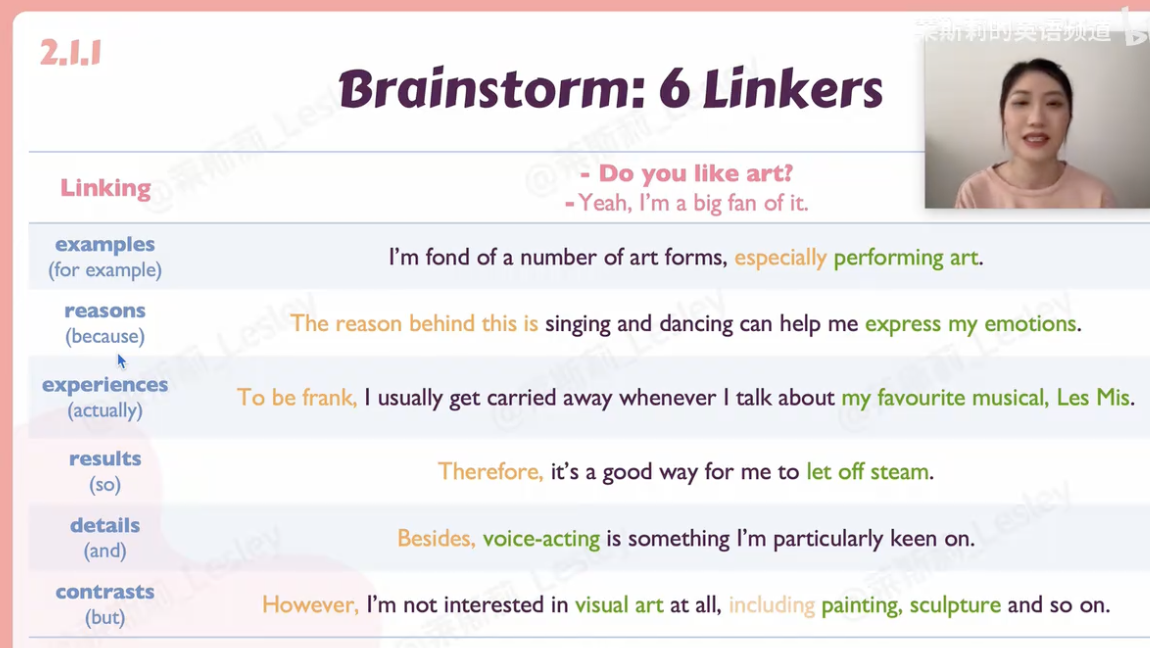 莱斯莉的英语频道
2.1.1
Brainstorm: 6 Linkers
Linking
- Do you like art?
- Yeah, I'm a big fan of it.
examples
(for example)
I'm fond of a number of art forms, especially performing art.
reasons
(because)
The reason behind this is singing and dancing can help me express my emotions.
experiences
(actually)
To be frank, I usually get carried away whenever I talk about my favourite musical, Les Mis.
results
(so)
Therefore, it's a good way for me to let off steam.
details
(and)
Besides, voice-acting is something I'm particularly keen on.
contrasts
(but)
However, I'm not interested in visual art at all, including painting, sculpture and so on.
@莱斯莉_Lesley